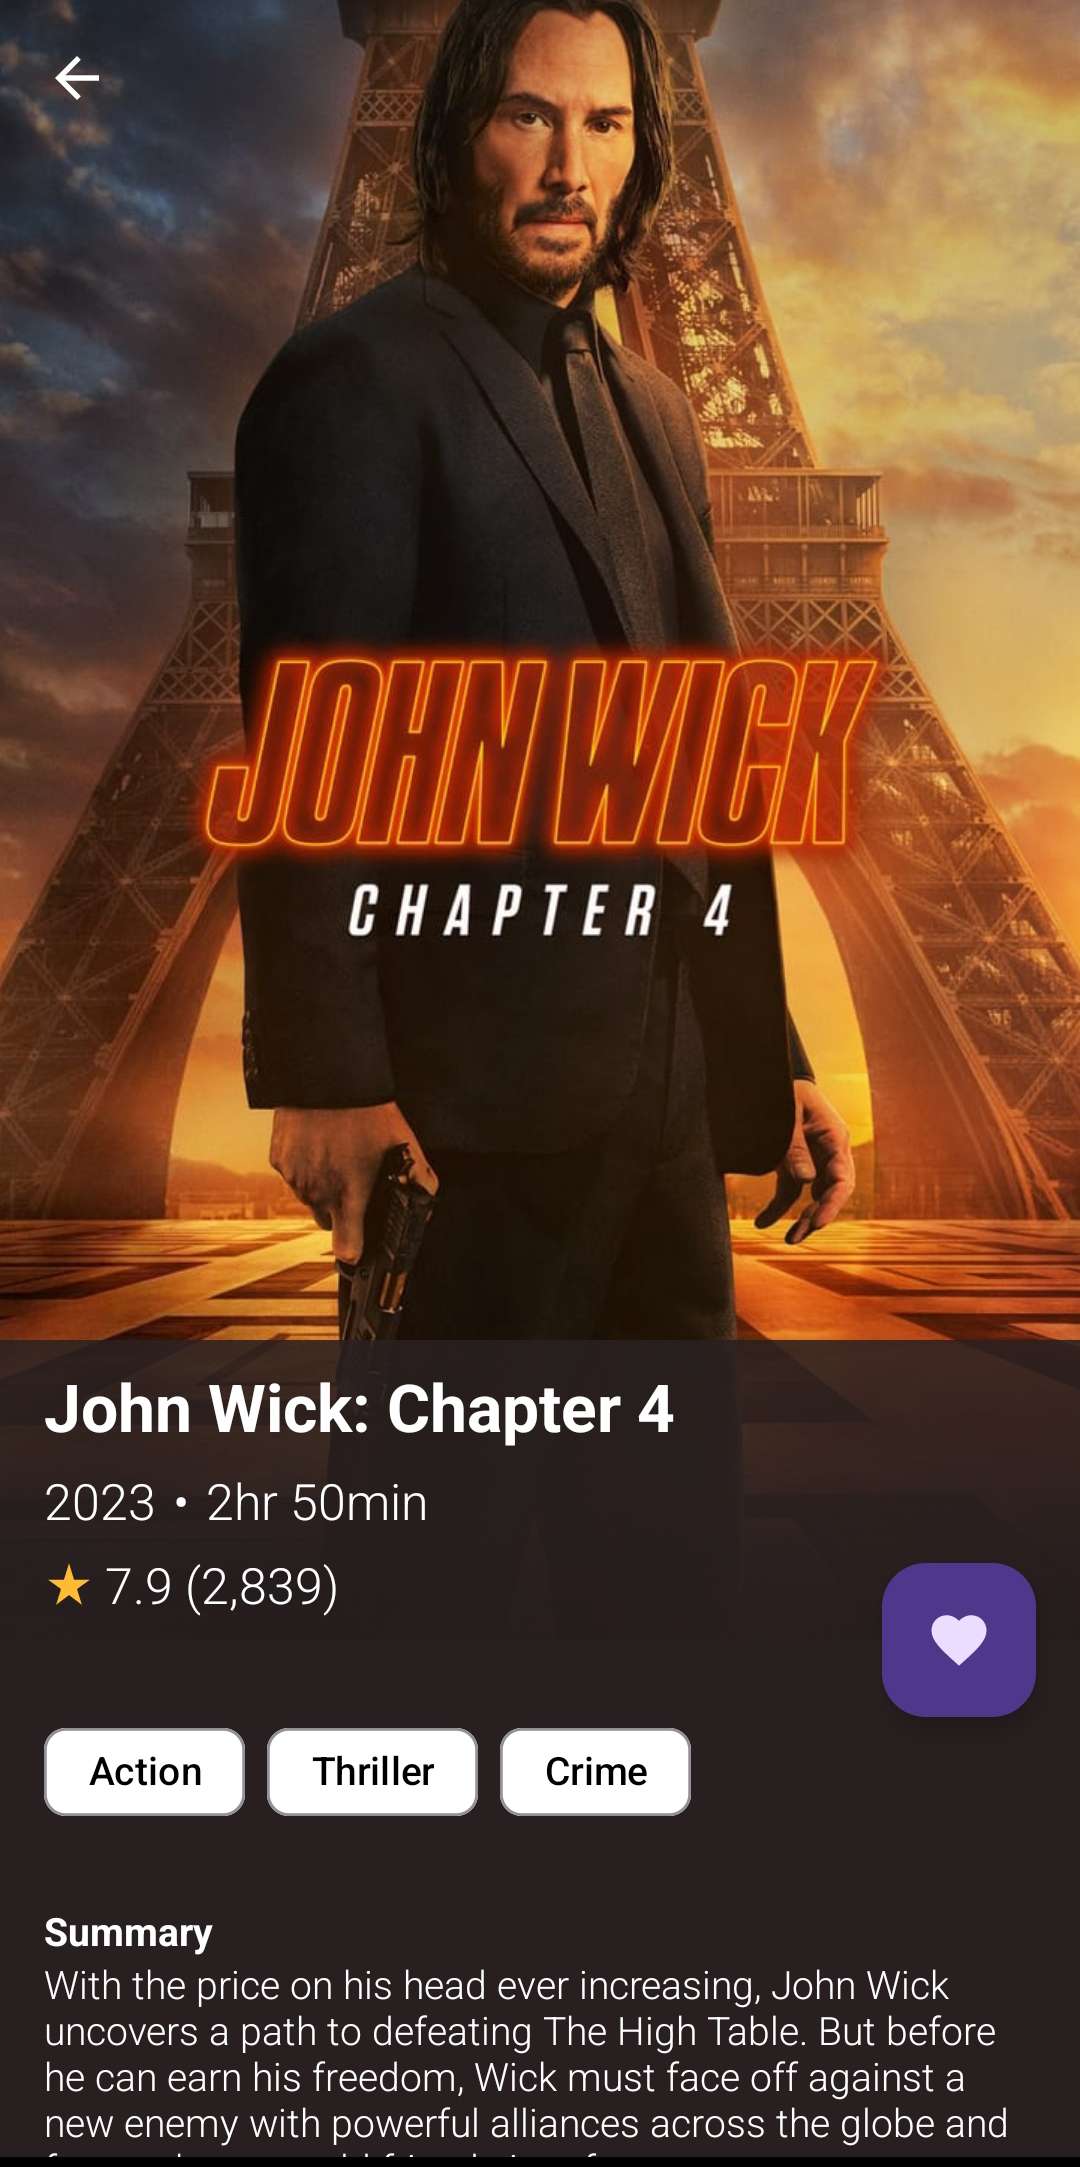 JOHN WICK
CHAPTER 4
John Wick: Chapter 4
2023 • 2hr 50min
★ 7.9 (2,839)
Action Thriller Crime
Summary
With the price on his head ever increasing, John Wick
uncovers a path to defeating The High Table. But before
he can earn his freedom, Wick must face off against a
new enemy with powerful alliances across the globe and